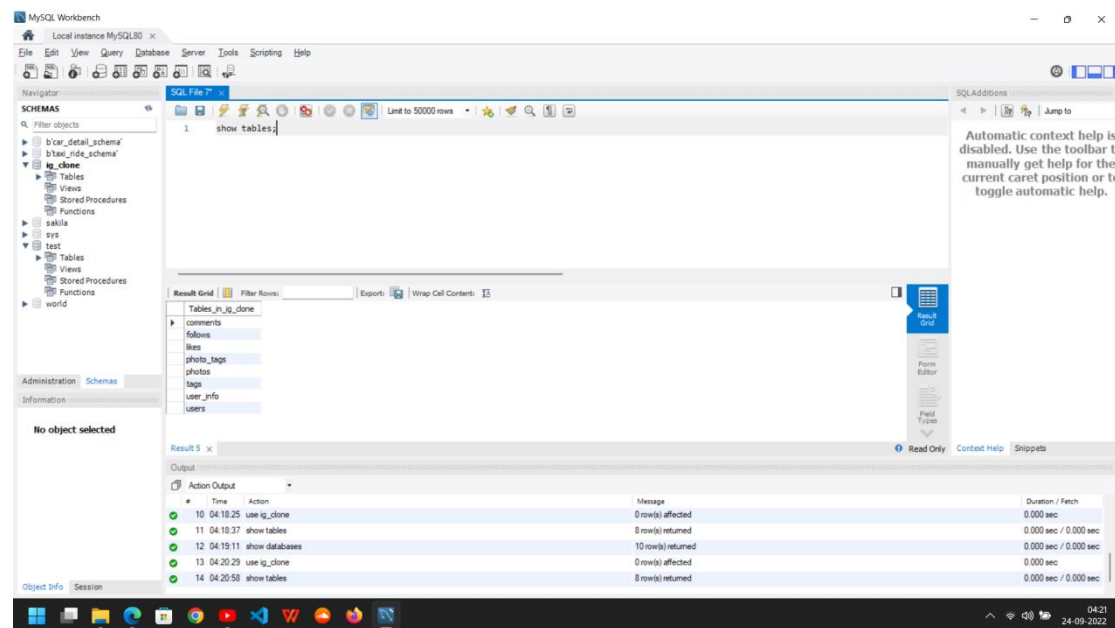 MySQL Workbench
Local instance MySQL80 ×
File Edit View Query Database Server Tools Scripting Help
Navigator
SCHEMAS
Filter objects
b'car_detail_schema'
b'taxi_ride_schema'
ig_clone
Tables
Views
Stored Procedures
Functions
sakila
sys
test
Tables
Views
Stored Procedures
Functions
world
Administration Schemas
Information
No object selected
Object Info Session
SQL File 7* ×
Limit to 50000 rows
1 show tables;
Result Grid Filter Rows: Export: Wrap Cell Content:
Tables_in_ig_clone
comments
follows
likes
photo_tags
photos
tags
user_info
users
Result
Grid
Form
Editor
Field
Types
Result 5 × Read Only
Output
Action Output
# Time Action Message Duration / Fetch
10 04:18:25 use ig_clone 0 row(s) affected 0.000 sec
11 04:18:37 show tables 8 row(s) returned 0.000 sec / 0.000 sec
12 04:19:11 show databases 10 row(s) returned 0.000 sec / 0.000 sec
13 04:20:29 use ig_clone 0 row(s) affected 0.000 sec
14 04:20:58 show tables 8 row(s) returned 0.000 sec / 0.000 sec
SQLAdditions
Jump to
Automatic context help is
disabled. Use the toolbar t
manually get help for the
current caret position or t
toggle automatic help.
Context Help Snippets
04:21
24-09-2022